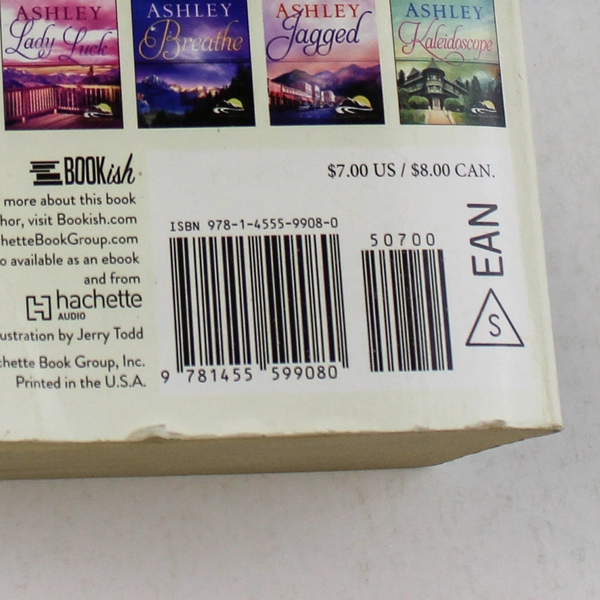 ASHLEY
Lady Luck
ASHLEY
Breathe
ASHLEY
Jagged
ASHLEY
Kaleidoscope
BOOKish
more about this book
hor, visit Bookish.com
hetteBookGroup.com
o available as an ebook
and from
hachette
AUDIO
ustration by Jerry Todd
chette Book Group, Inc.
Printed in the U.S.A.
$7.00 US / $8.00 CAN.
ISBN 978-1-4555-9908-0
50700
9 781455 599080
EAN
S